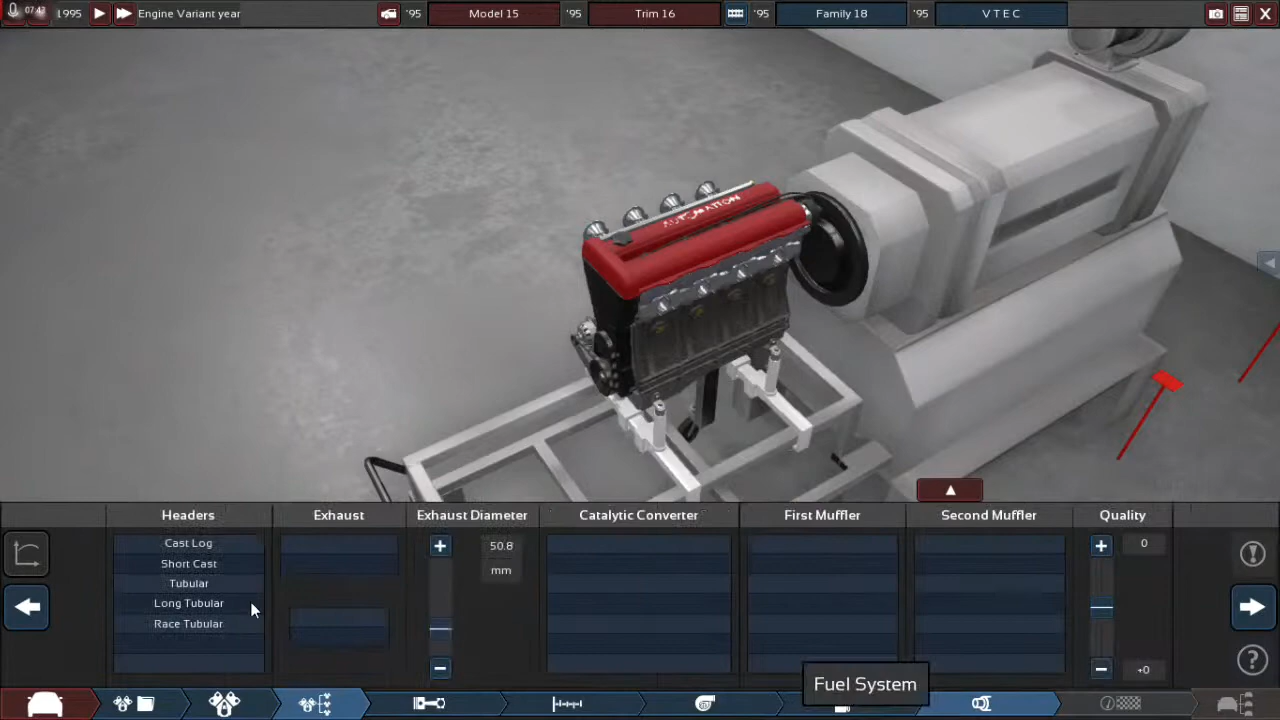 07:47 1995 Engine Variant year '95 Model 15 '95 Trim 16 '95 Family 18 '95 VTEC
AUTOMATION
Headers Exhaust Exhaust Diameter Catalytic Converter First Muffler Second Muffler Quality
Cast Log
Short Cast
Tubular
Long Tubular
Race Tubular
50.8
mm
0
+0
Fuel System